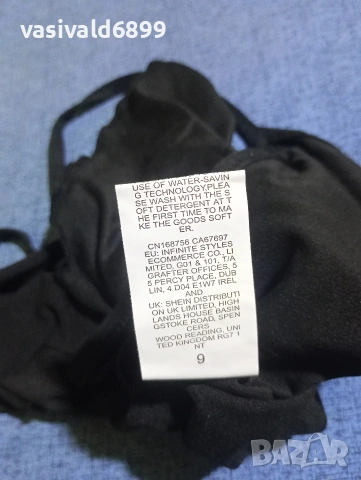 vasivald6899
USE OF WATER-SAVIN
G TECHNOLOGY,PLEA
SE WASH WITH THE S
OFT DETERGENT AT T
HE FIRST TIME TO MA
KE THE GOODS SOFT
ER.
CN168756 CA67697
EU: INFINITE STYLES
ECOMMERCE CO., LI
MITED, G01 & 101, T/A
GRAFTER OFFICES, 5
5 PERCY PLACE, DUB
LIN, 4 D04 E1W7 IREL
AND
UK: SHEIN DISTRIBUTI
ON UK LIMITED, HIGH
LANDS HOUSE BASIN
GSTOKE ROAD, SPEN
CERS
WOOD READING, UNI
TED KINGDOM RG7 1
NT
9
BAZAR